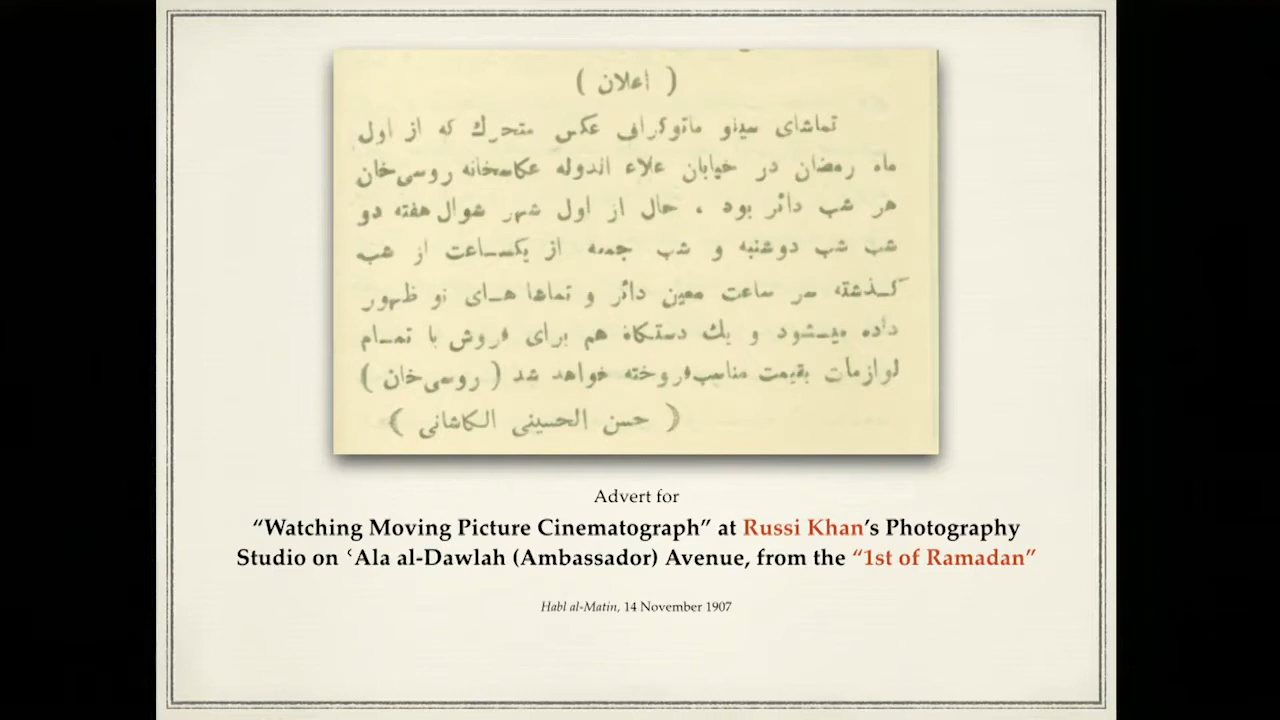 ( اعلان )
تماشای سینو ماتوکرافی عکس متحرك که از اول
ماه رمضان در خیابان علاء الدوله عکاسخانه روسی‌خان
هر شب دائر بود ، حال از اول شهر شوال هفته دو
شب شب دوشنبه و شب جمعه از یکساعت از شب
گذشته سر ساعت معین دائر و تماشا های نو ظهور
داده میشود و یك دستکاه هم برای فروش با تمام
لوازمات بقیمت مناسب فروخته خواهد شد ( روسی‌خان )
( حسن الحسینی الکاشانی )
Advert for
“Watching Moving Picture Cinematograph” at Russi Khan’s Photography
Studio on ʿAla al-Dawlah (Ambassador) Avenue, from the “1st of Ramadan”
Habl al-Matin, 14 November 1907